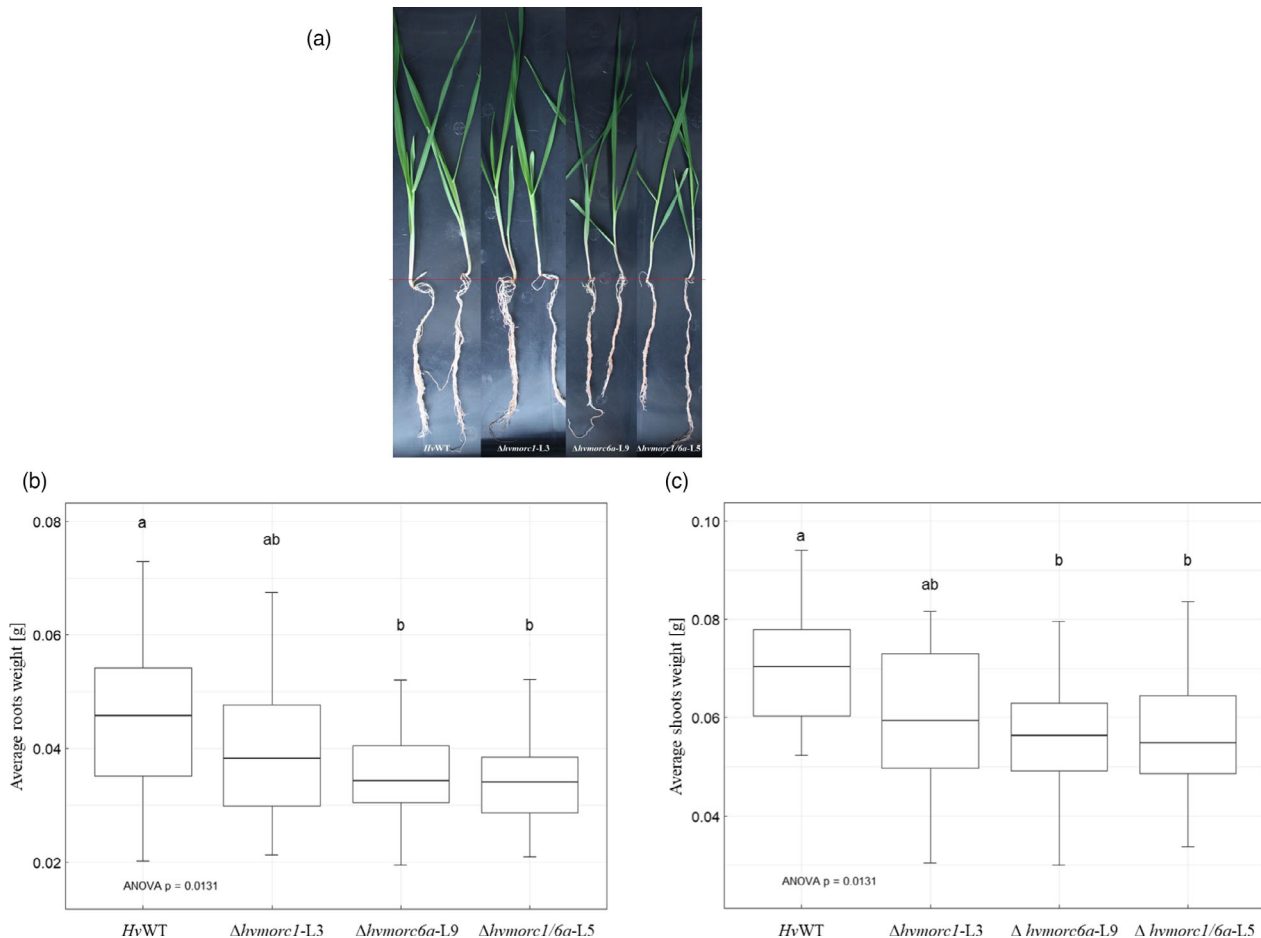 (a)
HvWT Δhvmorc1-L3 Δhvmorc6a-L9 Δhvmorc1/6a-L5
(b)
Average roots weight [g]
0.08
0.06
0.04
0.02
a
ab
b
b
ANOVA p = 0.0131
HvWT Δhvmorc1-L3 Δhvmorc6a-L9 Δhvmorc1/6a-L5
(c)
Average shoots weight [g]
0.10
0.08
0.06
0.04
a
ab
b
b
ANOVA p = 0.0131
HvWT Δhvmorc1-L3 Δ hvmorc6a-L9 Δ hvmorc1/6a-L5